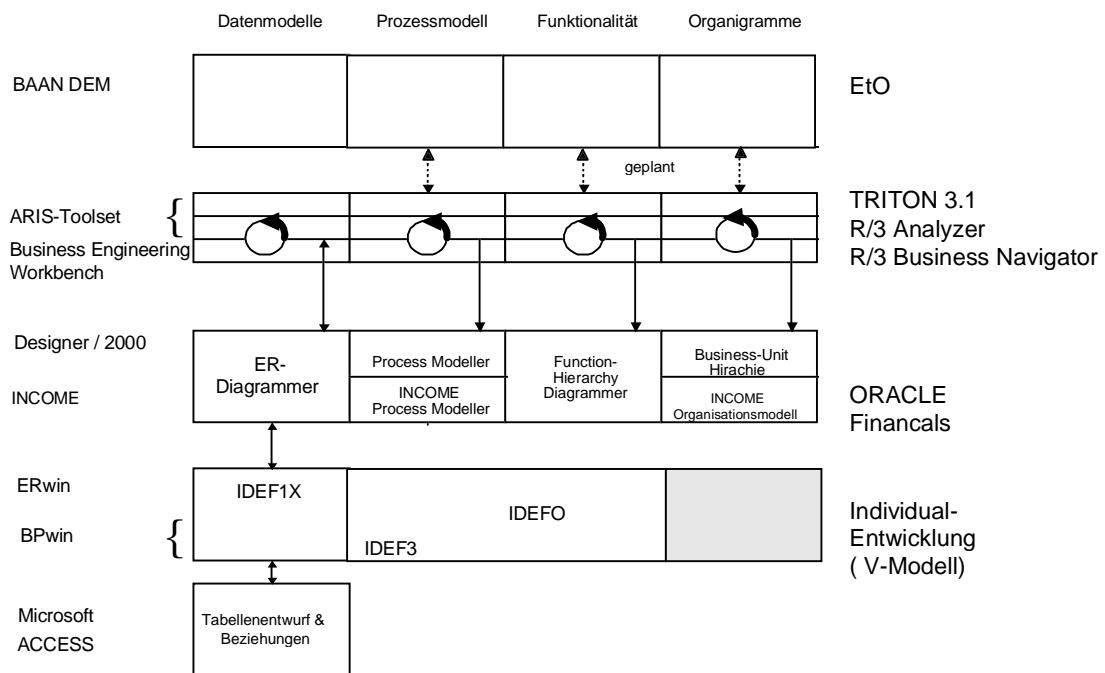 Datenmodelle
Prozessmodell
Funktionalität
Organigramme
BAAN DEM
EtO
geplant
ARIS-Toolset
{
Business Engineering
Workbench
TRITON 3.1
R/3 Analyzer
R/3 Business Navigator
Designer / 2000
INCOME
ER-
Diagrammer
Process Modeller
INCOME
Process Modeller
Function-
Hierarchy
Diagrammer
Business-Unit
Hirachie
INCOME
Organisationsmodell
ORACLE
Financals
ERwin
BPwin
{
IDEF1X
IDEFO
IDEF3
Individual-
Entwicklung
( V-Modell)
Microsoft
ACCESS
Tabellenentwurf &
Beziehungen